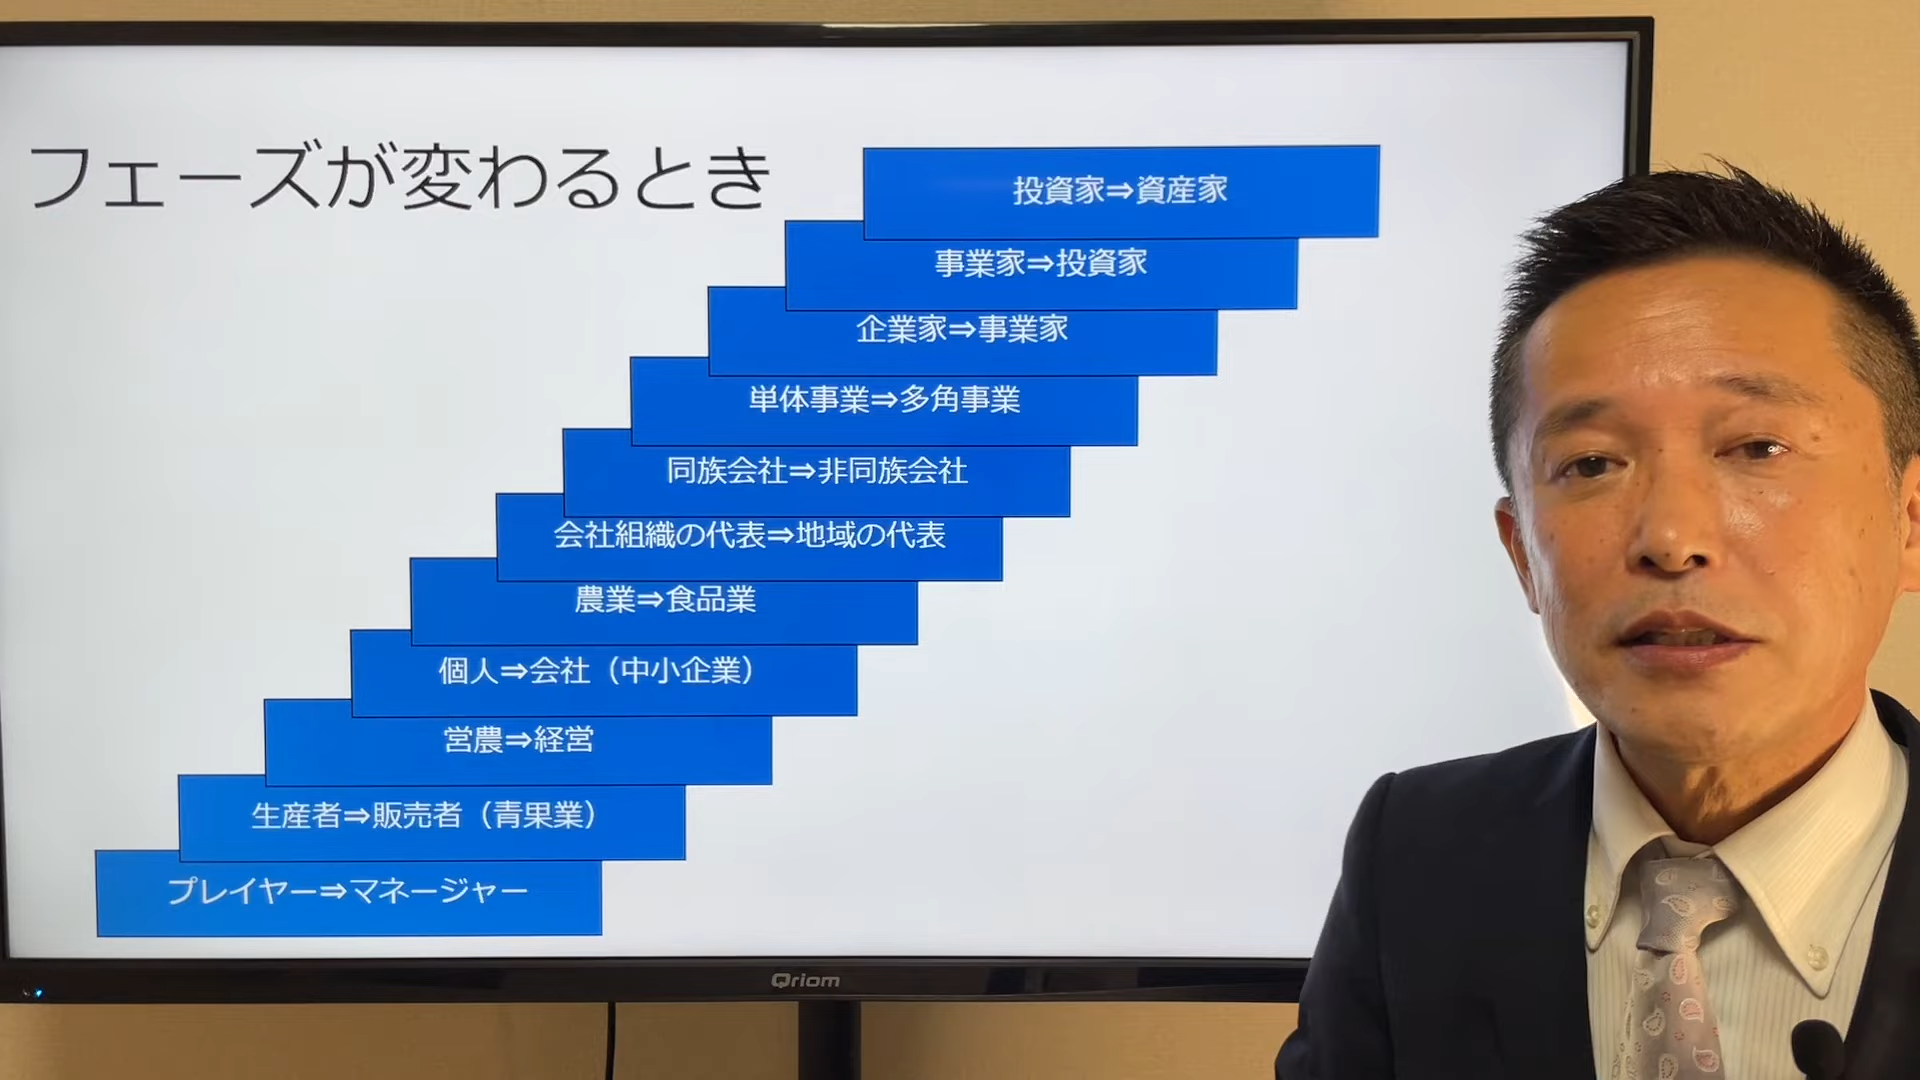 フェーズが変わるとき
投資家⇒資産家
事業家⇒投資家
企業家⇒事業家
単体事業⇒多角事業
同族会社⇒非同族会社
会社組織の代表⇒地域の代表
農業⇒食品業
個人⇒会社（中小企業）
営農⇒経営
生産者⇒販売者（青果業）
プレイヤー⇒マネージャー
Qriom